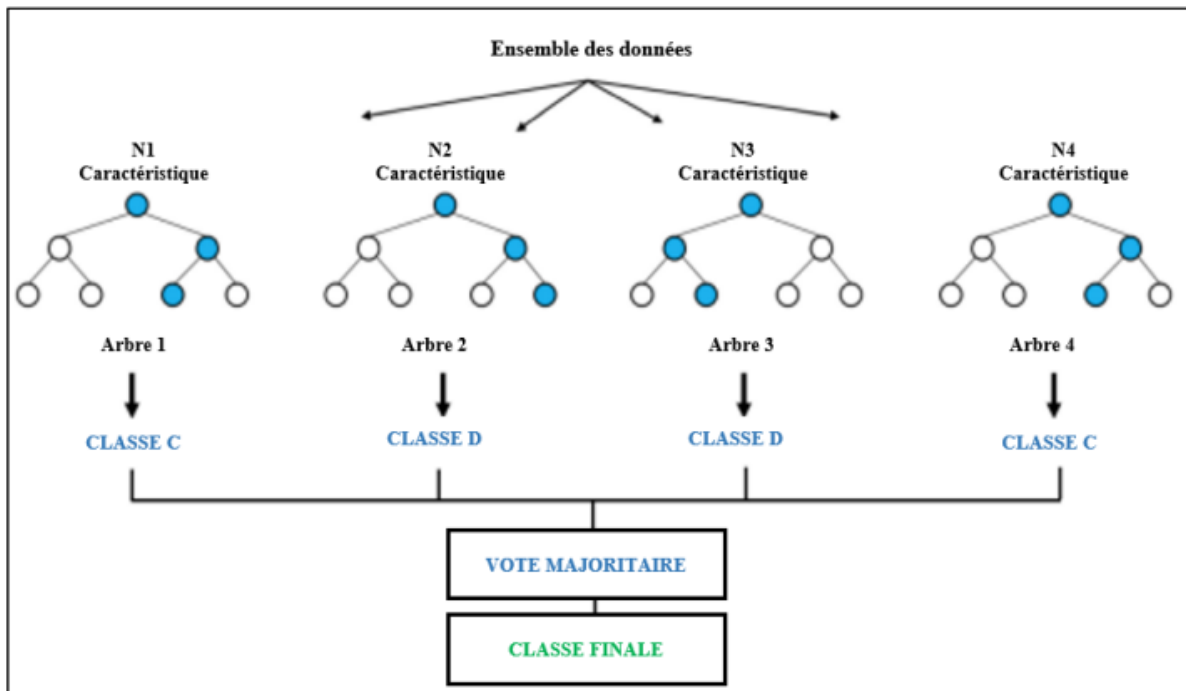 Ensemble des données
N1
Caractéristique
N2
Caractéristique
N3
Caractéristique
N4
Caractéristique
Arbre 1
Arbre 2
Arbre 3
Arbre 4
CLASSE C
CLASSE D
CLASSE D
CLASSE C
VOTE MAJORITAIRE
CLASSE FINALE